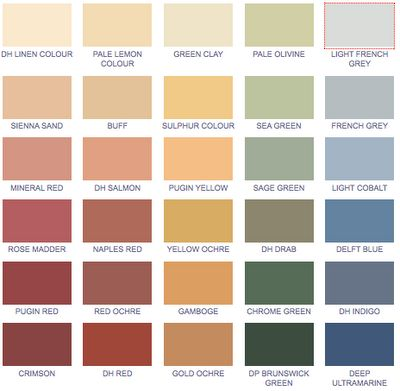 DH LINEN COLOUR
PALE LEMON
COLOUR
GREEN CLAY
PALE OLIVINE
LIGHT FRENCH
GREY
SIENNA SAND
BUFF
SULPHUR COLOUR
SEA GREEN
FRENCH GREY
MINERAL RED
DH SALMON
PUGIN YELLOW
SAGE GREEN
LIGHT COBALT
ROSE MADDER
NAPLES RED
YELLOW OCHRE
DH DRAB
DELFT BLUE
PUGIN RED
RED OCHRE
GAMBOGE
CHROME GREEN
DH INDIGO
CRIMSON
DH RED
GOLD OCHRE
DP BRUNSWICK
GREEN
DEEP
ULTRAMARINE